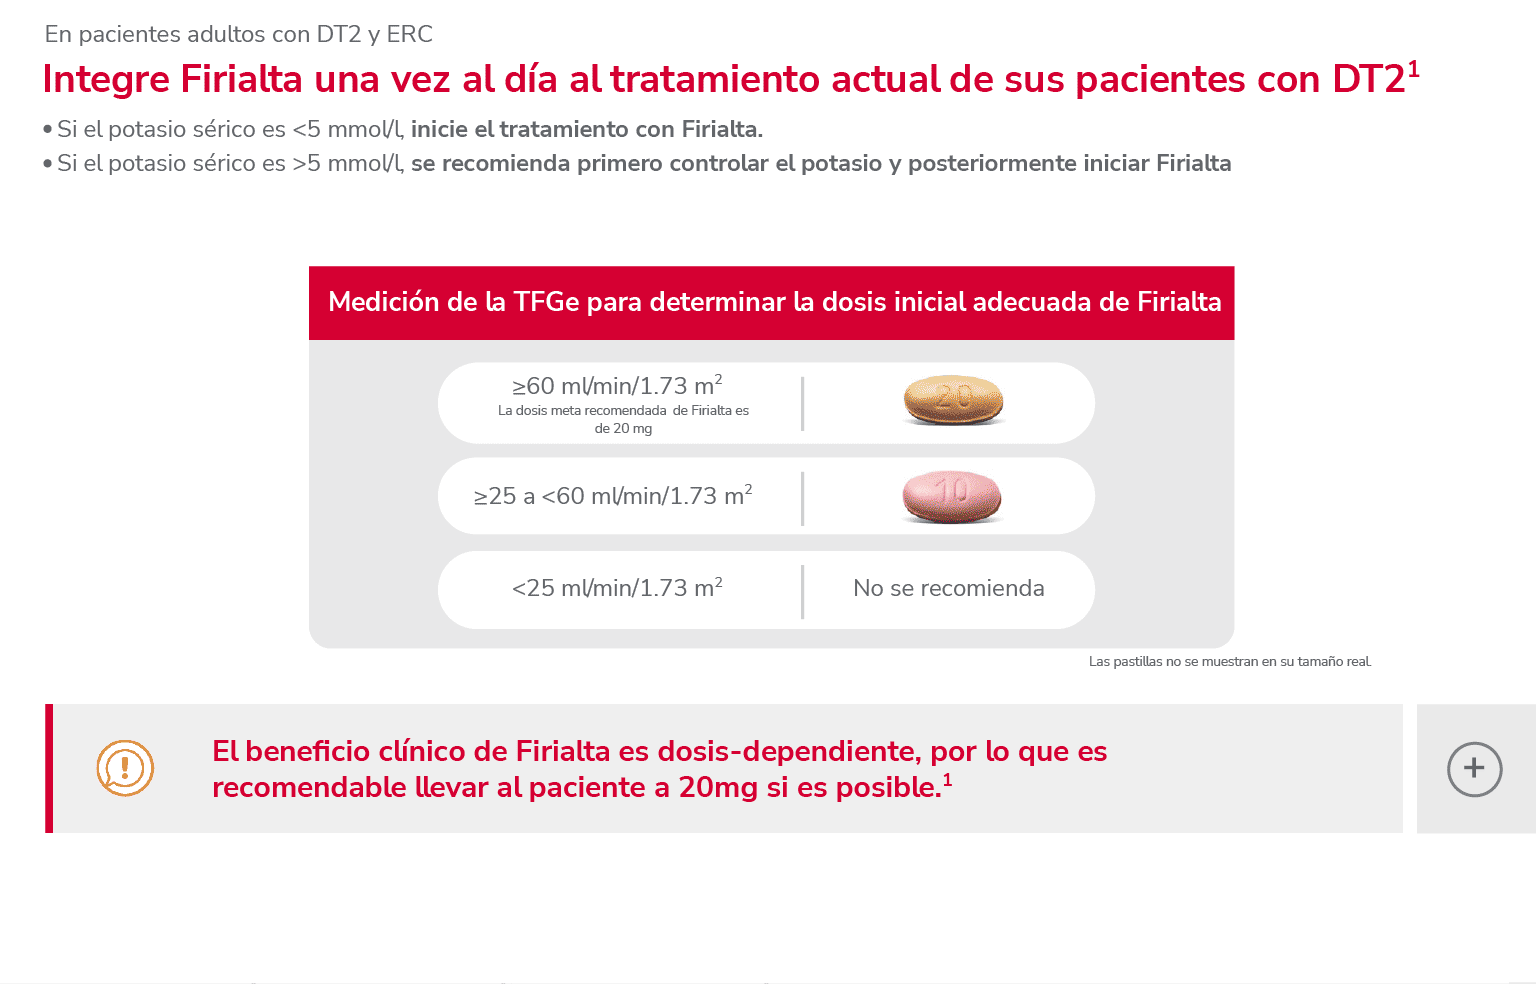 En pacientes adultos con DT2 y ERC
Integre Firialta una vez al día al tratamiento actual de sus pacientes con DT2¹
• Si el potasio sérico es <5 mmol/l, inicie el tratamiento con Firialta.
• Si el potasio sérico es >5 mmol/l, se recomienda primero controlar el potasio y posteriormente iniciar Firialta
Medición de la TFGe para determinar la dosis inicial adecuada de Firialta
≥60 ml/min/1.73 m²
La dosis meta recomendada de Firialta es
de 20 mg
20
≥25 a <60 ml/min/1.73 m²
10
<25 ml/min/1.73 m²
No se recomienda
Las pastillas no se muestran en su tamaño real.
El beneficio clínico de Firialta es dosis-dependiente, por lo que es
recomendable llevar al paciente a 20mg si es posible.¹